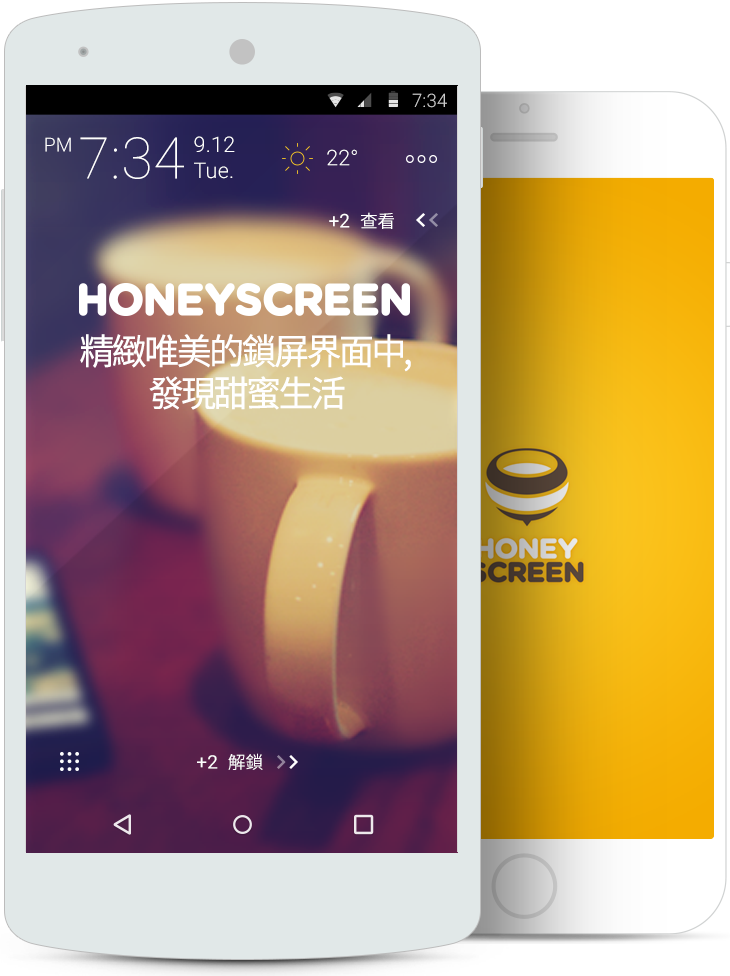 7:34
PM 7:34 9.12
Tue.
22°
+2 查看
HONEYSCREEN
精緻唯美的鎖屏界面中,
發現甜蜜生活
+2 解鎖
HONEY
SCREEN